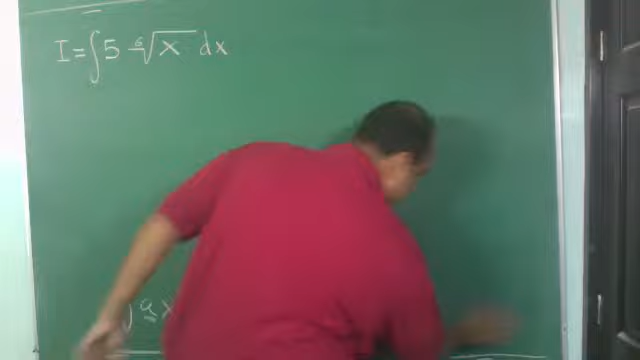 I = ∫ 5 ⁶√x dx